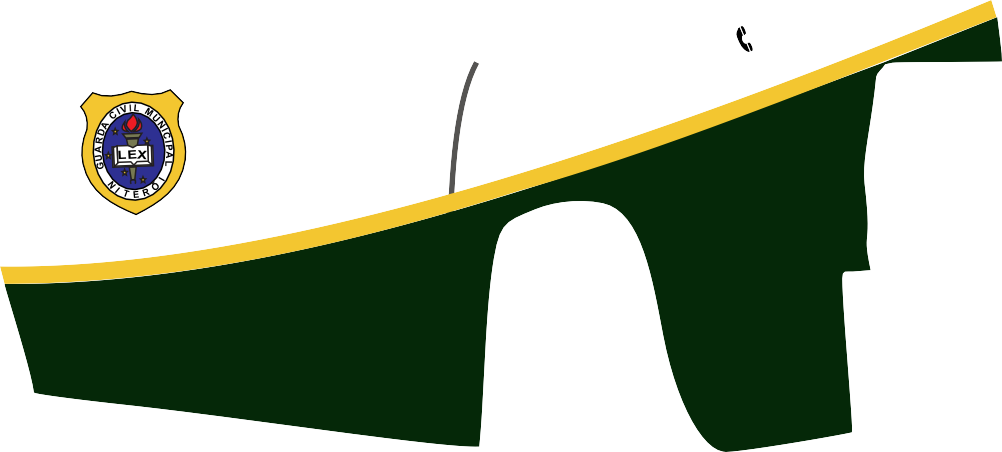 GUARDA CIVIL MUNICIPAL
LEX
NITERÓI